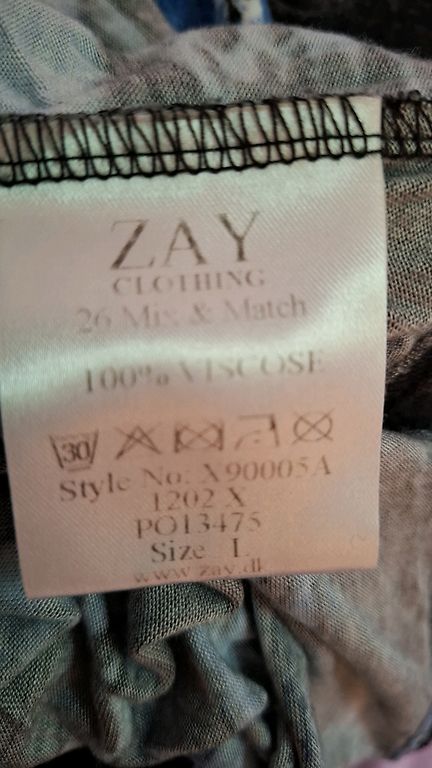 ZAY
CLOTHING
26 Mix & Match
100% VISCOSE
30
Style No: X90005A
1202 X
PO13475
Size L
www.zay.dk